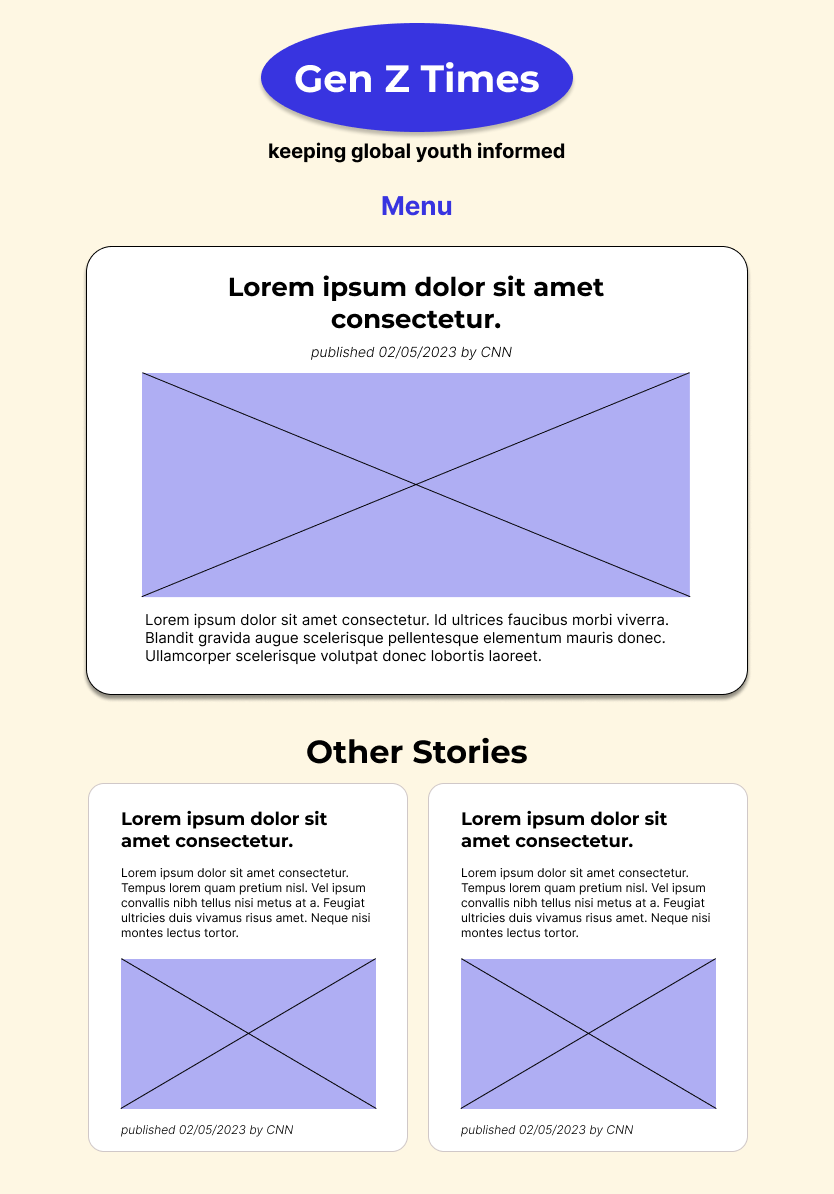 Gen Z Times
keeping global youth informed
Menu
Lorem ipsum dolor sit amet
consectetur.
published 02/05/2023 by CNN
Lorem ipsum dolor sit amet consectetur. Id ultrices faucibus morbi viverra.
Blandit gravida augue scelerisque pellentesque elementum mauris donec.
Ullamcorper scelerisque volutpat donec lobortis laoreet.
Other Stories
Lorem ipsum dolor sit
amet consectetur.
Lorem ipsum dolor sit amet consectetur.
Tempus lorem quam pretium nisl. Vel ipsum
convallis nibh tellus nisi metus at a. Feugiat
ultricies duis vivamus risus amet. Neque nisi
montes lectus tortor.
published 02/05/2023 by CNN
Lorem ipsum dolor sit
amet consectetur.
Lorem ipsum dolor sit amet consectetur.
Tempus lorem quam pretium nisl. Vel ipsum
convallis nibh tellus nisi metus at a. Feugiat
ultricies duis vivamus risus amet. Neque nisi
montes lectus tortor.
published 02/05/2023 by CNN